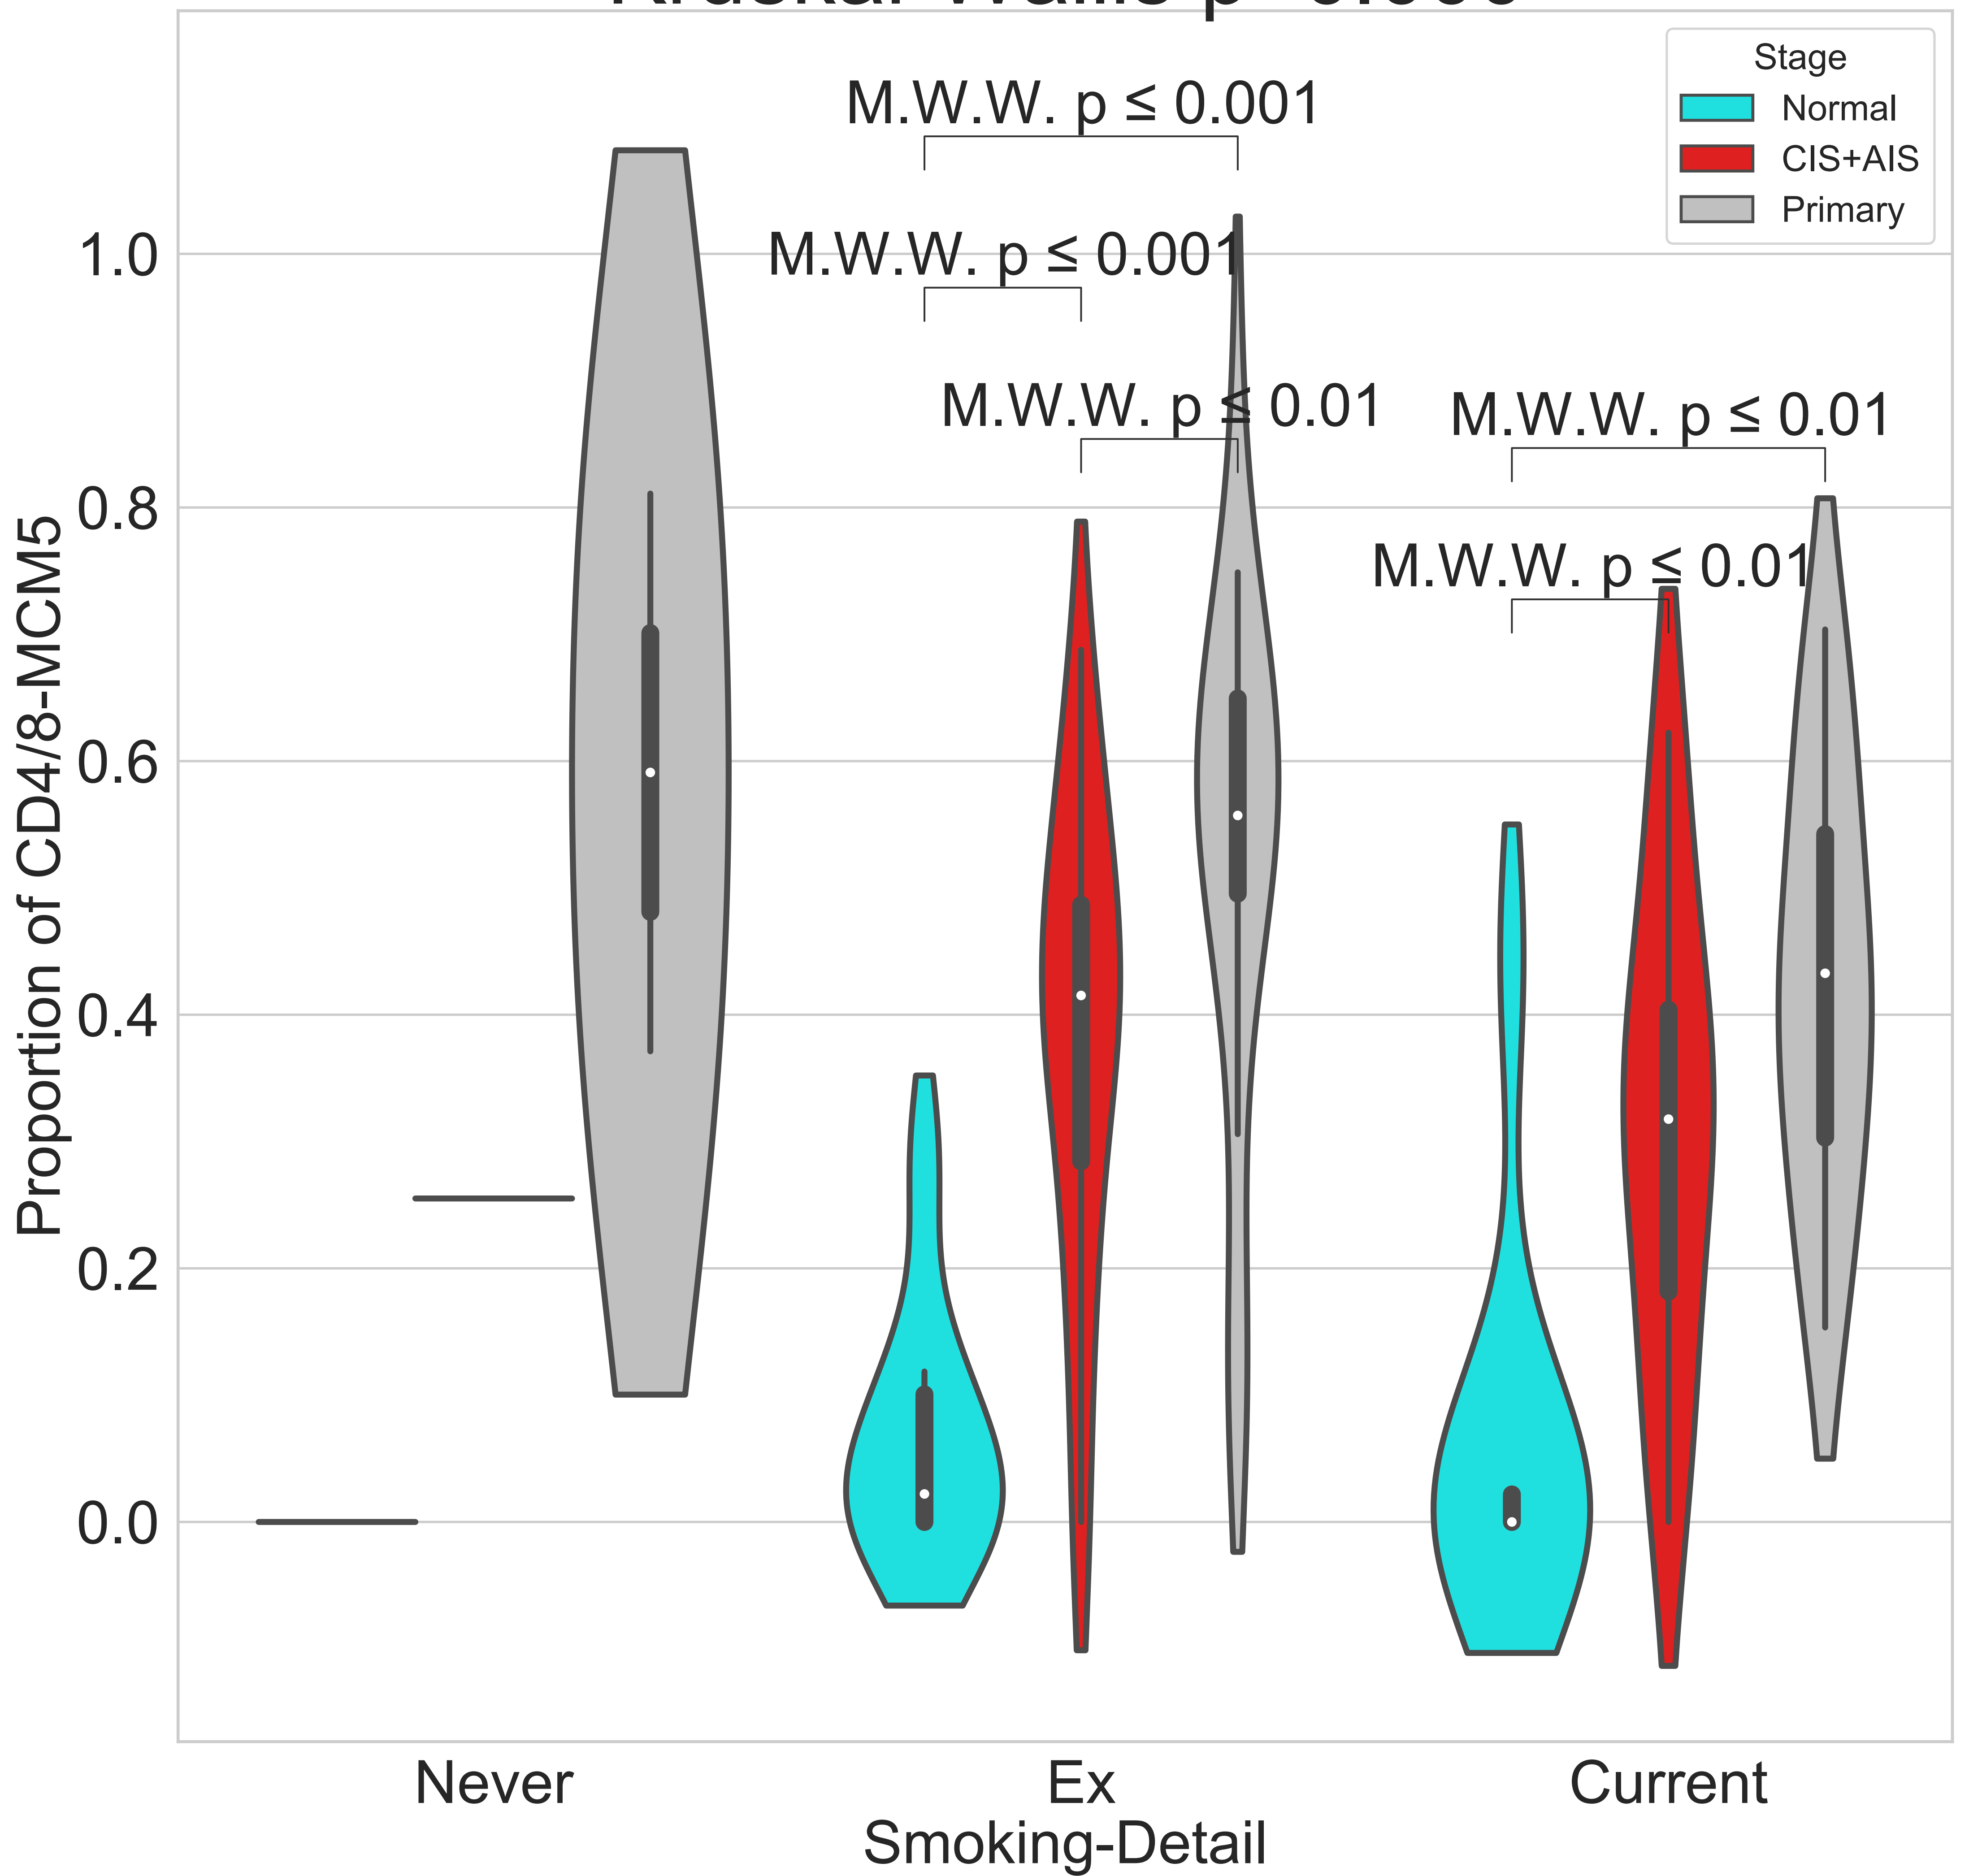 Stage
Normal
CIS+AIS
Primary
M.W.W. p ≤ 0.001
M.W.W. p ≤ 0.001
M.W.W. p ≤ 0.01
M.W.W. p ≤ 0.01
M.W.W. p ≤ 0.01
Proportion of CD4/8-MCM5
1.0
0.8
0.6
0.4
0.2
0.0
Never
Ex
Current
Smoking-Detail